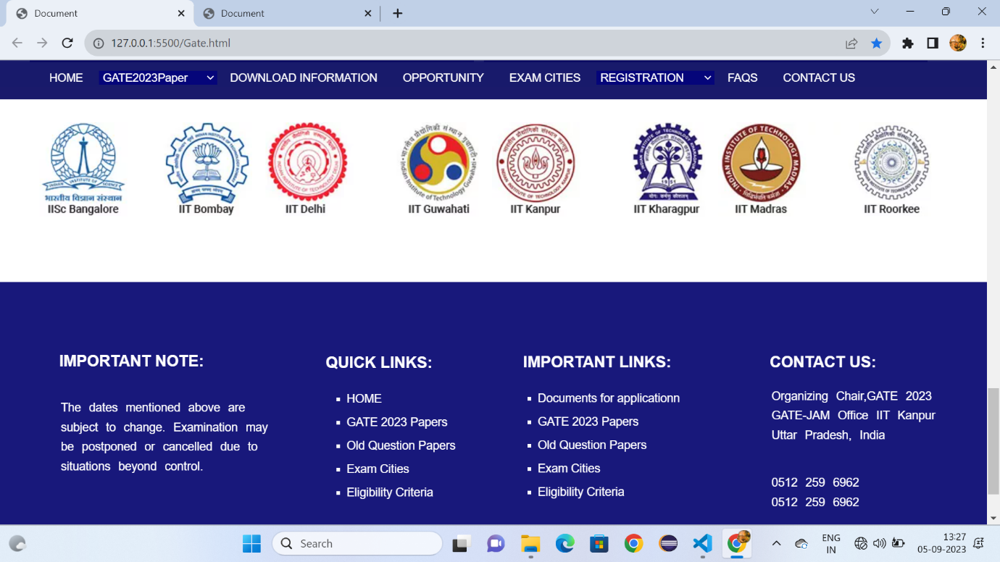 Document
Document
127.0.0.1:5500/Gate.html
HOME GATE2023Paper DOWNLOAD INFORMATION OPPORTUNITY EXAM CITIES REGISTRATION FAQS CONTACT US
भारतीय विज्ञान संस्थान
IISc Bangalore IIT Bombay IIT Delhi IIT Guwahati IIT Kanpur IIT Kharagpur IIT Madras IIT Roorkee
IMPORTANT NOTE:
The dates mentioned above are
subject to change. Examination may
be postponed or cancelled due to
situations beyond control.
QUICK LINKS:
HOME
GATE 2023 Papers
Old Question Papers
Exam Cities
Eligibility Criteria
IMPORTANT LINKS:
Documents for applicationn
GATE 2023 Papers
Old Question Papers
Exam Cities
Eligibility Criteria
CONTACT US:
Organizing Chair,GATE 2023
GATE-JAM Office IIT Kanpur
Uttar Pradesh, India
0512 259 6962
0512 259 6962
Search
ENG
IN
13:27
05-09-2023